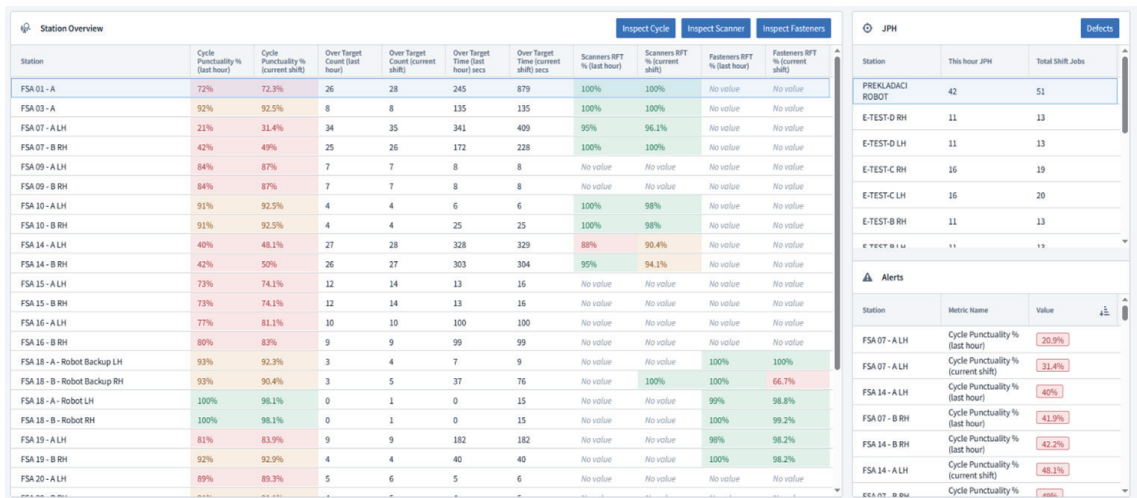 Station Overview
Inspect Cycle Inspect Scanner Inspect Fasteners
Station Cycle Punctuality % (last hour) Cycle Punctuality % (current shift) Over Target Count (last hour) Over Target Count (current shift) Over Target Time (last hour) secs Over Target Time (current shift) secs Scanners RFT % (last hour) Scanners RFT % (current shift) Fasteners RFT % (last hour) Fasteners RFT % (current shift)
FSA 01 - A 72% 72.3% 26 28 245 879 100% 100% No value No value
FSA 03 - A 92% 92.5% 8 8 135 135 100% 100% No value No value
FSA 07 - A LH 21% 31.4% 34 35 341 409 95% 96.1% No value No value
FSA 07 - B RH 42% 49% 25 26 172 228 100% 100% No value No value
FSA 09 - A LH 84% 87% 7 7 8 8 No value No value No value No value
FSA 09 - B RH 84% 87% 7 7 8 8 No value No value No value No value
FSA 10 - A LH 91% 92.5% 4 4 6 6 100% 98% No value No value
FSA 10 - B RH 91% 92.5% 4 4 25 25 100% 98% No value No value
FSA 14 - A LH 40% 48.1% 27 28 328 329 88% 90.4% No value No value
FSA 14 - B RH 42% 50% 26 27 303 304 95% 94.1% No value No value
FSA 15 - A LH 73% 74.1% 12 14 13 16 No value No value No value No value
FSA 15 - B RH 73% 74.1% 12 14 13 16 No value No value No value No value
FSA 16 - A LH 77% 81.1% 10 10 100 100 No value No value No value No value
FSA 16 - B RH 80% 83% 9 9 99 99 No value No value No value No value
FSA 18 - A - Robot Backup LH 93% 92.3% 3 4 7 9 No value No value 100% 100%
FSA 18 - B - Robot Backup RH 93% 90.4% 3 5 37 76 No value 100% 100% 66.7%
FSA 18 - A - Robot LH 100% 98.1% 0 1 0 15 No value No value 99% 98.8%
FSA 18 - B - Robot RH 100% 98.1% 0 1 0 15 No value No value 100% 99.2%
FSA 19 - A LH 81% 83.9% 9 9 182 182 No value No value 98% 98.2%
FSA 19 - B RH 92% 92.9% 4 4 40 40 No value No value 100% 98.2%
FSA 20 - A LH 89% 89.3% 5 6 5 6 No value No value No value No value
JPH
Defects
Station This hour JPH Total Shift Jobs
PREKLADACI ROBOT 42 51
E-TEST-D RH 11 13
E-TEST-D LH 11 13
E-TEST-C RH 16 19
E-TEST-C LH 16 20
E-TEST-B RH 11 13
Alerts
Station Metric Name Value
FSA 07 - A LH Cycle Punctuality % (last hour) 20.9%
FSA 07 - A LH Cycle Punctuality % (current shift) 31.4%
FSA 14 - A LH Cycle Punctuality % (last hour) 40%
FSA 07 - B RH Cycle Punctuality % (last hour) 41.9%
FSA 14 - B RH Cycle Punctuality % (last hour) 42.2%
FSA 14 - A LH Cycle Punctuality % (current shift) 48.1%
Cycle Punctuality %